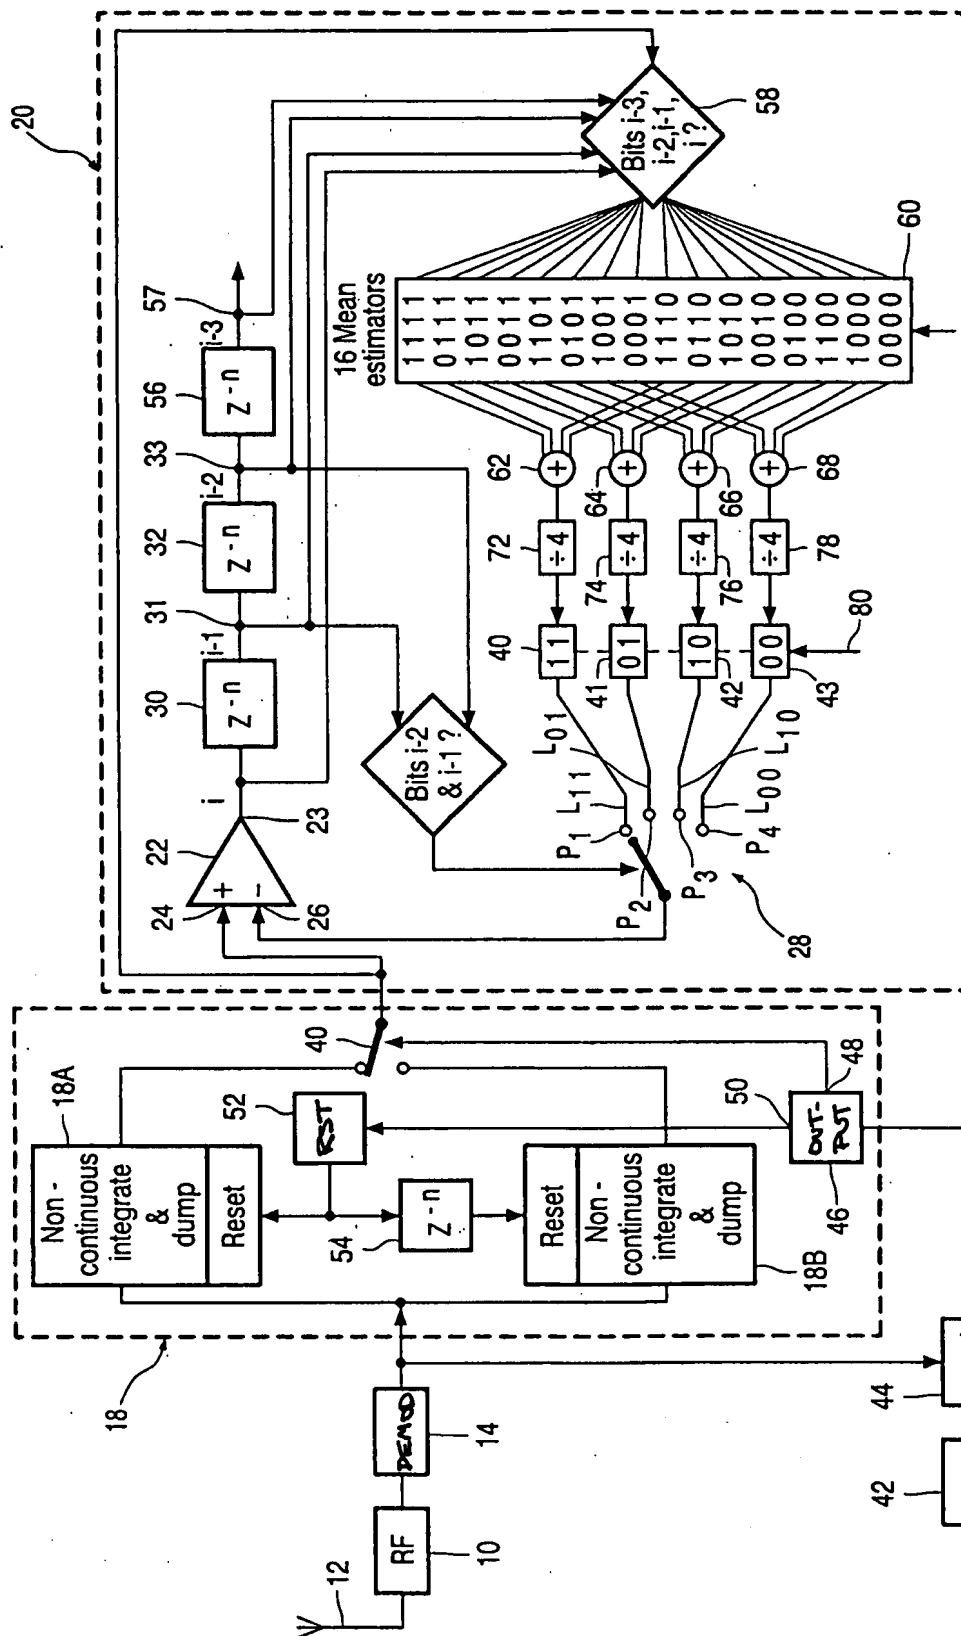 20
22
24
+
-
26
23
i
30
Z-n
i-1
31
32
Z-n
i-2
33
56
Z-n
i-3
57
Bits i-2
& i-1 ?
Bits i-3,
i-2,i-1,
i ?
58
16 Mean
estimators
1111
0111
1011
0011
1101
0101
1001
0001
1110
0110
1010
0010
0100
1100
1000
0000
60
62
+
64
+
66
+
68
+
72
÷4
74
÷4
76
÷4
78
÷4
40
11
41
01
42
10
43
00
80
L11
L01
L10
L00
P1
P2
P3
P4
28
18
18A
Non -
continuous
integrate
& dump
Reset
52
RST
40
54
Z-n
Reset
Non -
continuous
integrate
& dump
18B
50
OUT-
PUT
48
46
12
RF
10
DEMOD
14
42
44